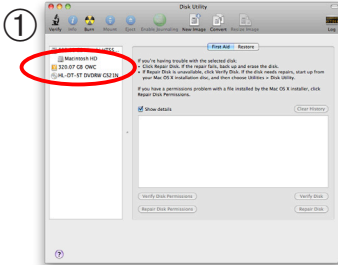 ①
Disk Utility
Verify Info Burn Mount Eject Enable Journaling New Image Convert Resize Image Log
First Aid Restore
Macintosh HD
320.07 GB OWC
HL-DT-ST DVDRW
If you're having trouble with the selected disk:
• Click Repair Disk. If the repair fails, back up and erase the disk.
• If Repair Disk is unavailable, click Verify Disk. If the disk needs repairs, start up from
your Mac OS X installation disc, and then choose Utilities > Disk Utility.
If you have a permissions problem with a file installed by the Mac OS X installer, click
Repair Disk Permissions.
Show details
Clear History
Verify Disk Permissions
Verify Disk
Repair Disk Permissions
Repair Disk
?